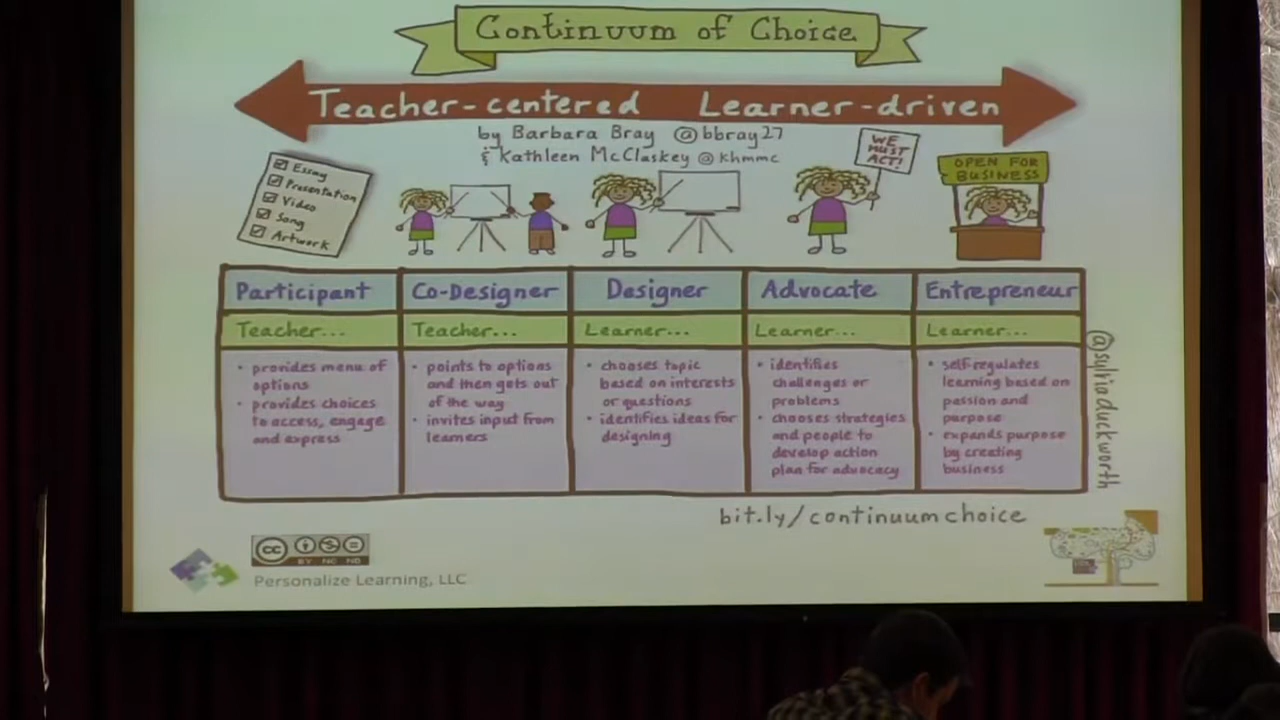 Continuum of Choice
Teacher-centered Learner-driven
by Barbara Bray @bbray27
& Kathleen McClaskey @khmmc
Essay
Presentation
Video
Song
Artwork
WE
MUST
ACT!
OPEN FOR
BUSINESS
Participant
Teacher...
• provides menu of
options
• provides choices
to access, engage
and express
Co-Designer
Teacher...
• points to options
and then gets out
of the way
• invites input from
learners
Designer
Learner...
• chooses topic
based on interests
or questions
• identifies ideas for
designing
Advocate
Learner...
• identifies
challenges or
problems
• chooses strategies
and people to
develop action
plan for advocacy
Entrepreneur
Learner...
• self-regulates
learning based on
passion and
purpose
• expands purpose
by creating
business
@sylviaduckworth
bit.ly/continuumchoice
cc
BY NC ND
Personalize Learning, LLC